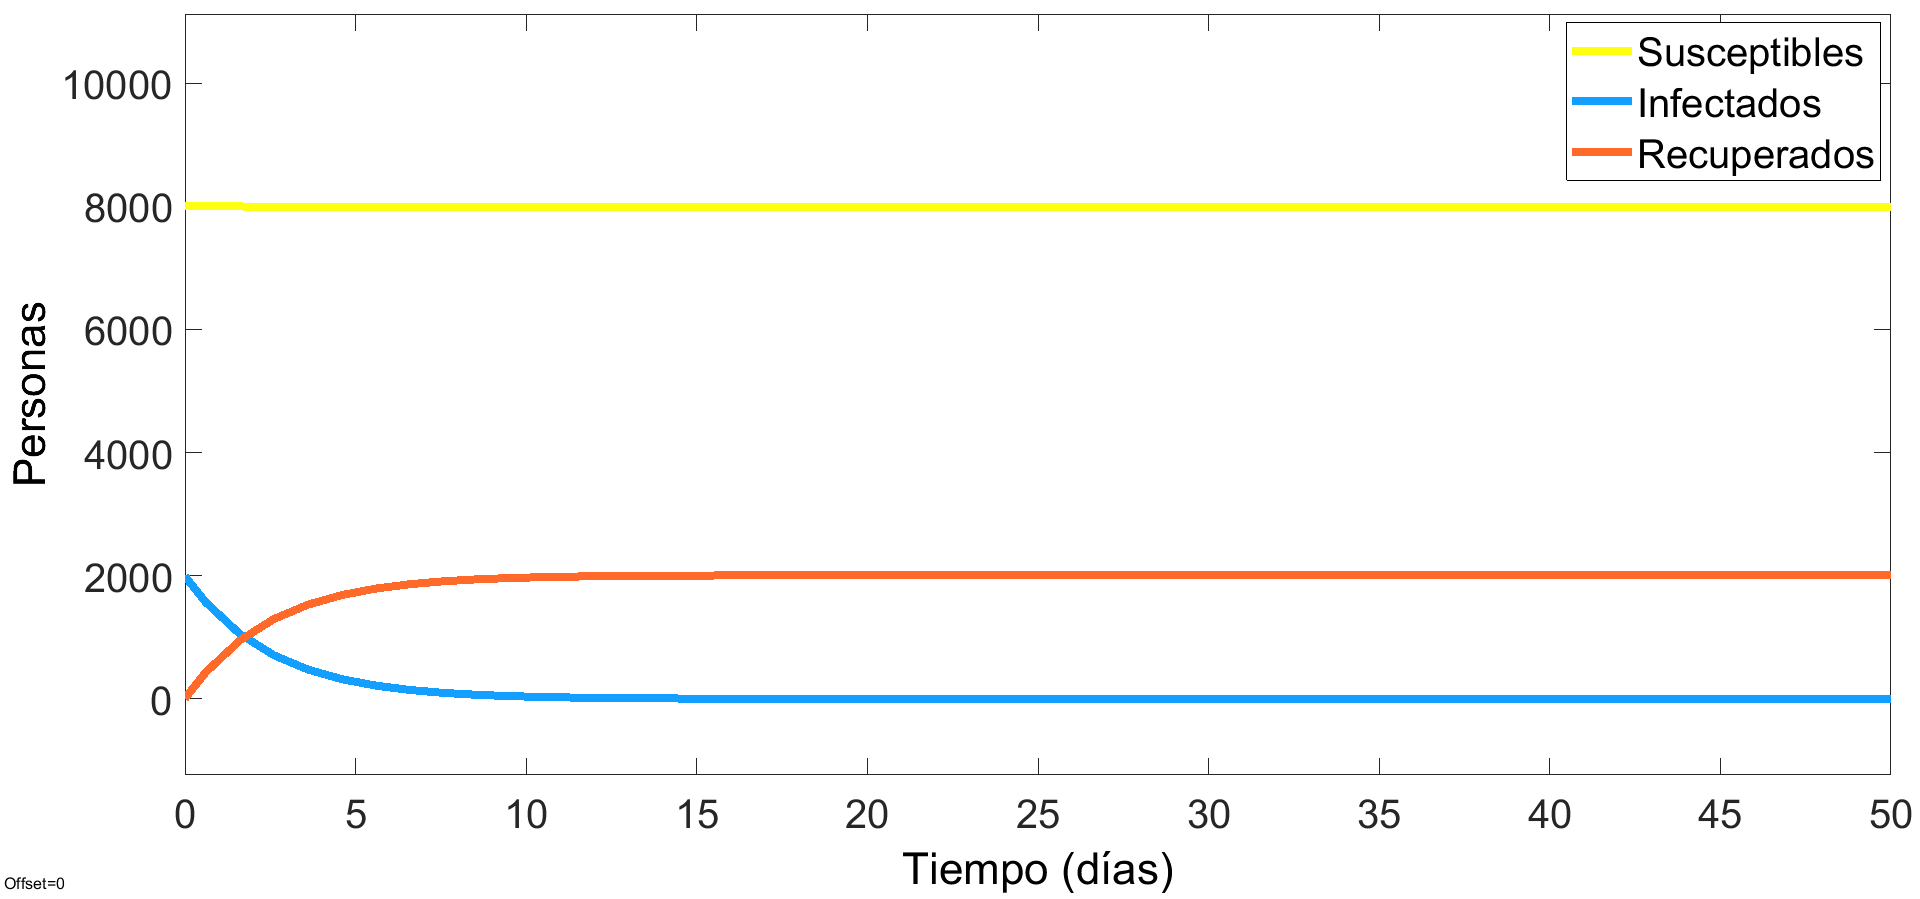 Susceptibles
Infectados
Recuperados
10000
8000
6000
4000
2000
0
Personas
0 5 10 15 20 25 30 35 40 45 50
Tiempo (días)
Offset=0